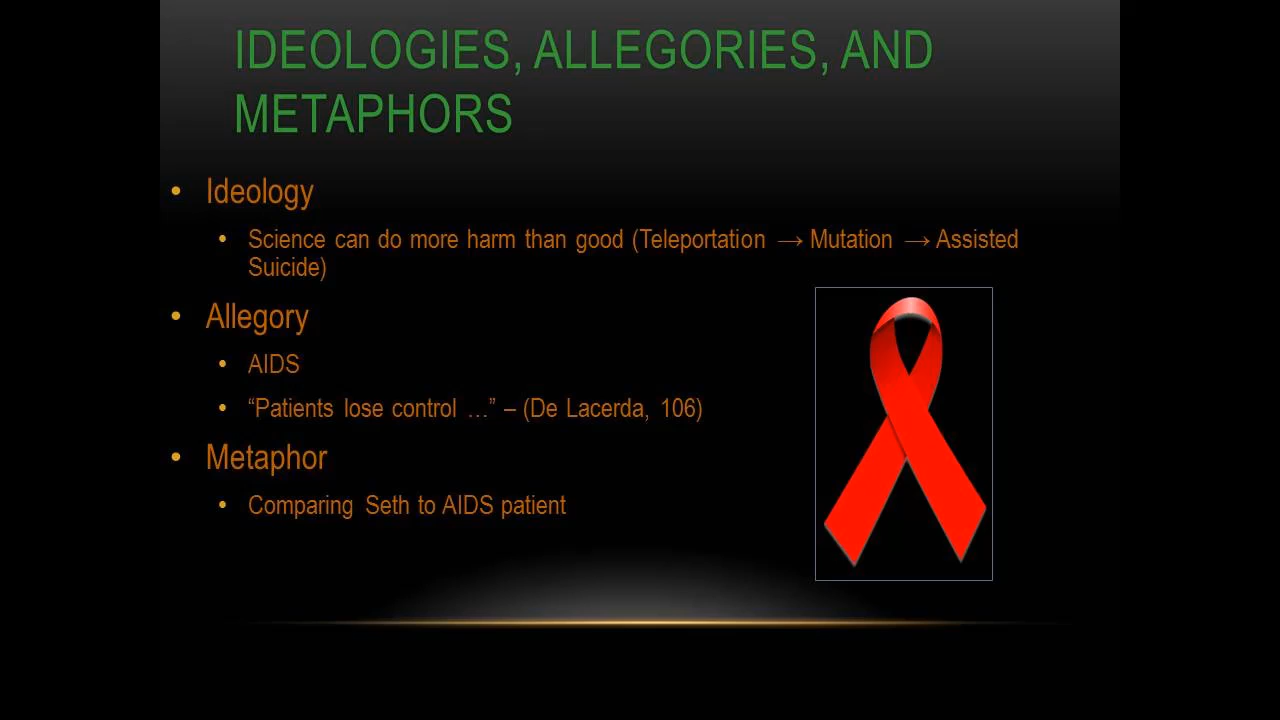 IDEOLOGIES, ALLEGORIES, AND
METAPHORS
• Ideology
• Science can do more harm than good (Teleportation → Mutation → Assisted
Suicide)
• Allegory
• AIDS
• “Patients lose control …” – (De Lacerda, 106)
• Metaphor
• Comparing Seth to AIDS patient